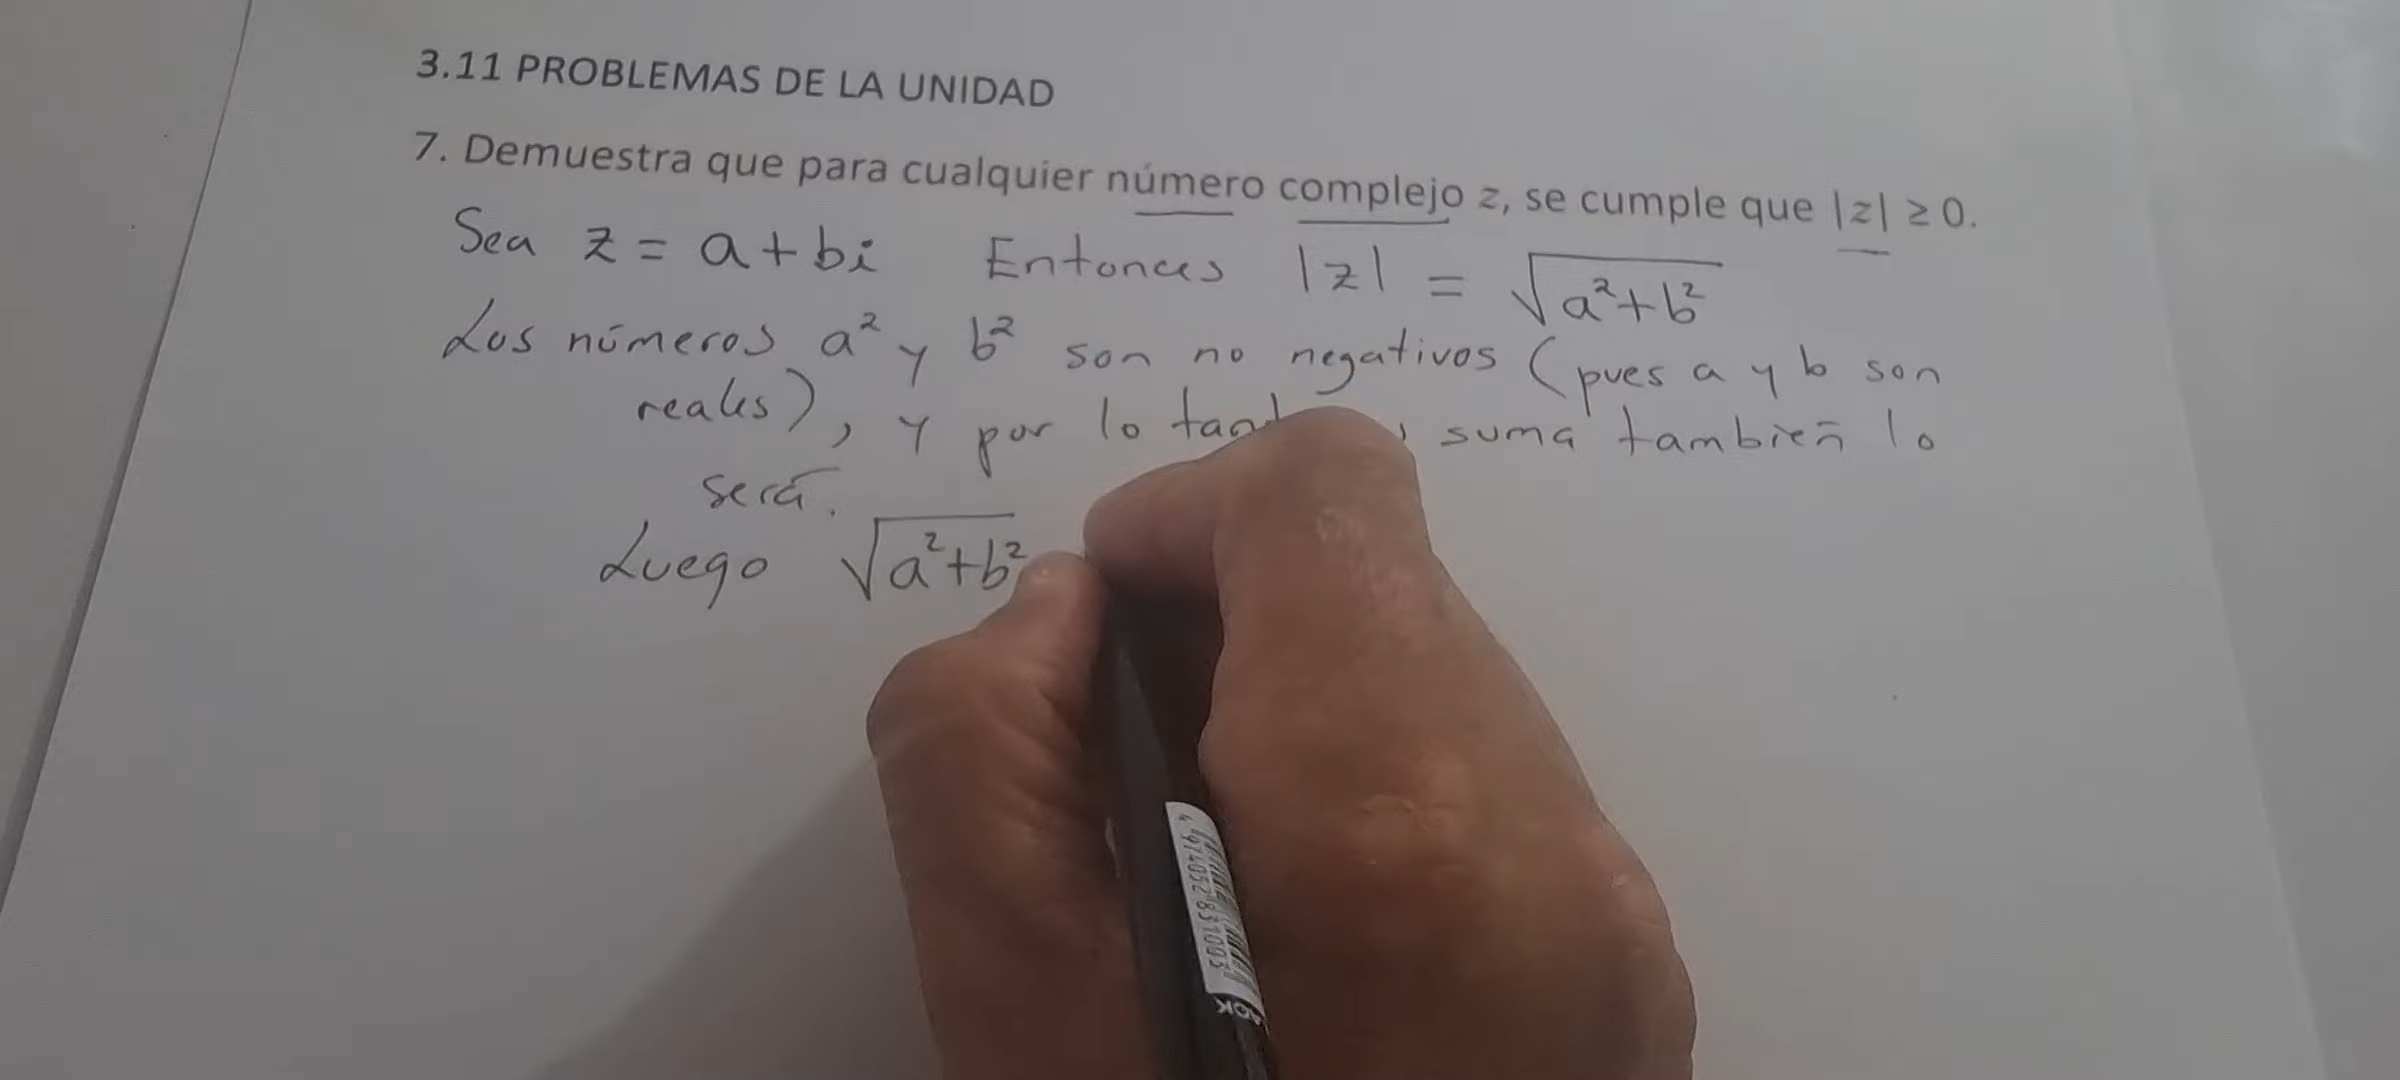 3.11 PROBLEMAS DE LA UNIDAD
7. Demuestra que para cualquier número complejo z, se cumple que |z| ≥ 0.
Sea z = a + bi Entonces |z| = √(a²+b²)
Los números a² y b² son no negativos (pues a y b son
reales), y por lo suma también lo
será.
Luego √(a²+b²)